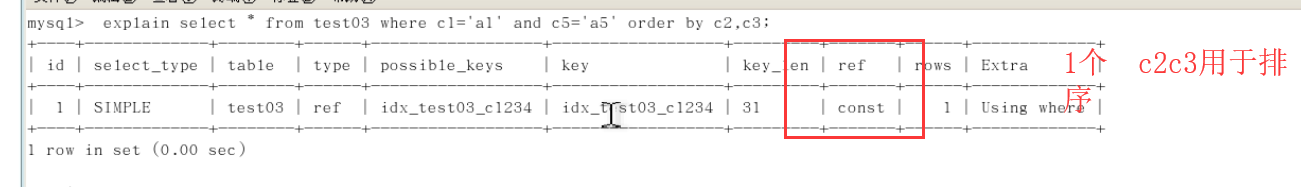 mysql> explain select * from test03 where c1='a1' and c5='a5' order by c2,c3;
| id | select_type | table | type | possible_keys | key | key_len | ref | rows | Extra |
| 1 | SIMPLE | test03 | ref | idx_test03_c1234 | idx_test03_c1234 | 31 | const | 1 | Using where |
1 row in set (0.00 sec)
1个 c2c3用于排
序